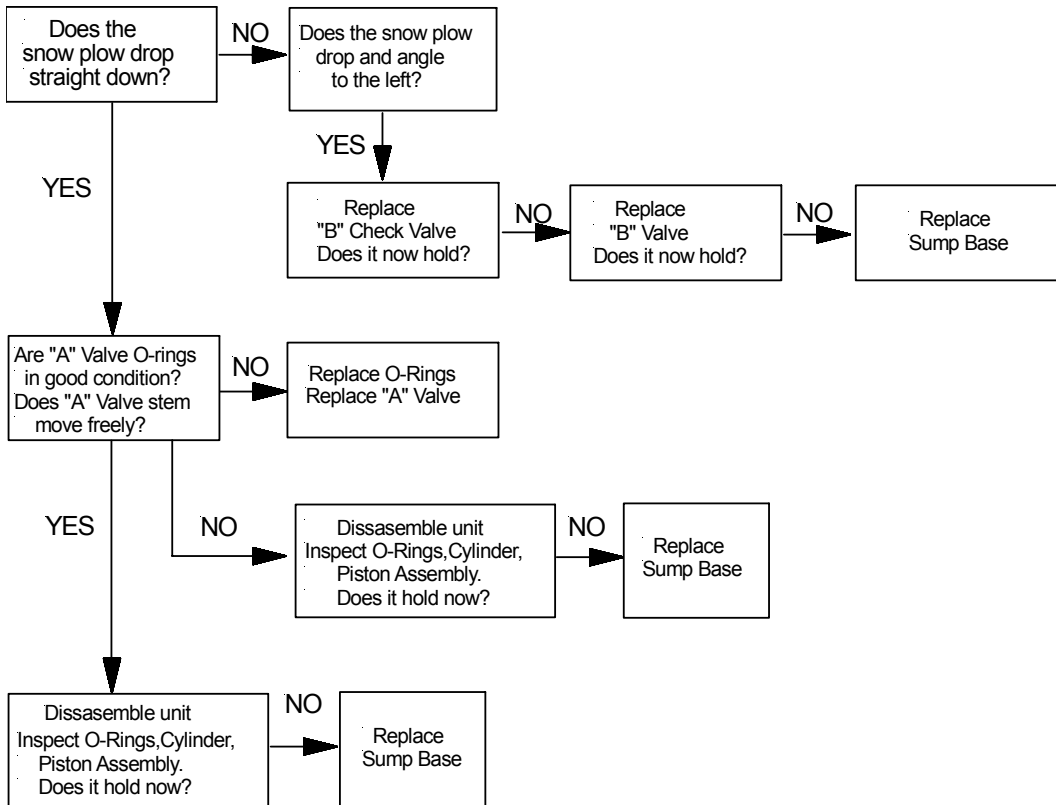 Does the
snow plow drop
straight down?
NO
Does the snow plow
drop and angle
to the left?
YES
YES
Replace
"B" Check Valve
Does it now hold?
NO
Replace
"B" Valve
Does it now hold?
NO
Replace
Sump Base
Are "A" Valve O-rings
in good condition?
Does "A" Valve stem
move freely?
NO
Replace O-Rings
Replace "A" Valve
YES
NO
Dissasemble unit
Inspect O-Rings,Cylinder,
Piston Assembly.
Does it hold now?
NO
Replace
Sump Base
Dissasemble unit
Inspect O-Rings,Cylinder,
Piston Assembly.
Does it hold now?
NO
Replace
Sump Base